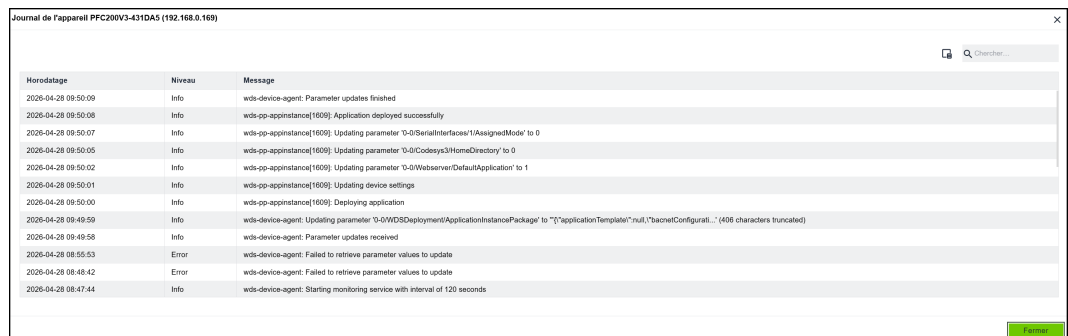 Journal de l'appareil PFC200V3-431DA5 (192.168.0.169)
Chercher...
Horodatage Niveau Message
2026-04-28 09:50:09 Info wds-device-agent: Parameter updates finished
2026-04-28 09:50:08 Info wds-pp-appinstance[1609]: Application deployed successfully
2026-04-28 09:50:07 Info wds-pp-appinstance[1609]: Updating parameter '0-0/SerialInterfaces/1/AssignedMode' to 0
2026-04-28 09:50:05 Info wds-pp-appinstance[1609]: Updating parameter '0-0/Codesys3/HomeDirectory' to 0
2026-04-28 09:50:02 Info wds-pp-appinstance[1609]: Updating parameter '0-0/Webserver/DefaultApplication' to 1
2026-04-28 09:50:01 Info wds-pp-appinstance[1609]: Updating device settings
2026-04-28 09:50:00 Info wds-pp-appinstance[1609]: Deploying application
2026-04-28 09:49:59 Info wds-device-agent: Updating parameter '0-0/WDSDeployment/ApplicationInstancePackage' to '"{\"applicationTemplate\":null,\"bacnetConfigurati...' (406 characters truncated)
2026-04-28 09:49:58 Info wds-device-agent: Parameter updates received
2026-04-28 08:55:53 Error wds-device-agent: Failed to retrieve parameter values to update
2026-04-28 08:48:42 Error wds-device-agent: Failed to retrieve parameter values to update
2026-04-28 08:47:44 Info wds-device-agent: Starting monitoring service with interval of 120 seconds
Fermer